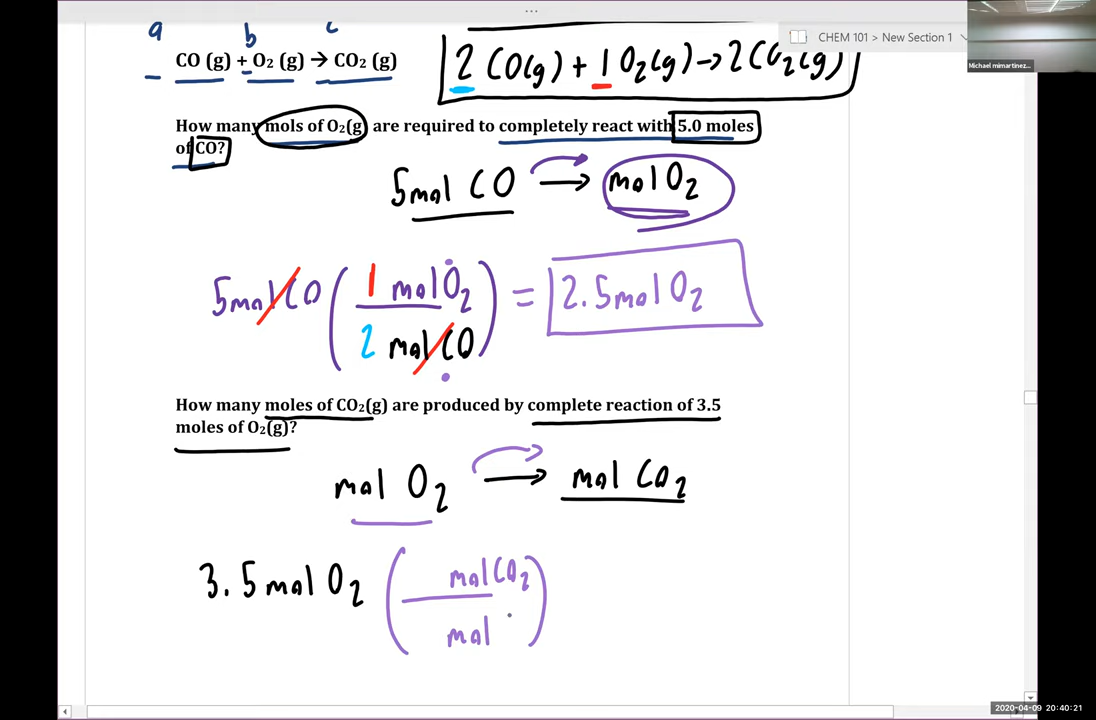 ...
CHEM 101 > New Section 1
Michael mimartinez...
a b c
CO (g) + O₂ (g) → CO₂ (g)
2 CO(g) + 1 O₂(g) → 2 CO₂(g)
How many mols of O₂(g are required to completely react with 5.0 moles
of CO?
5mol CO → mol O₂
5mol CO ( 1 mol O₂ / 2 mol CO ) = 2.5mol O₂
How many moles of CO₂(g) are produced by complete reaction of 3.5
moles of O₂(g)?
mol O₂ → mol CO₂
3.5mol O₂ ( mol CO₂ / mol )
2020-04-09 20:40:21